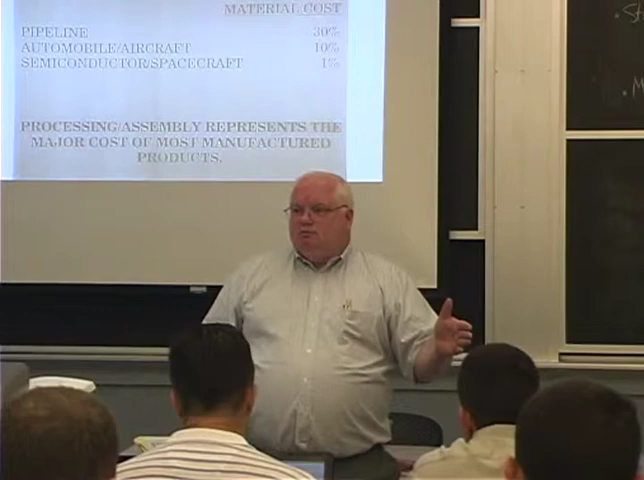 MATERIAL COST
PIPELINE 30%
AUTOMOBILE/AIRCRAFT 10%
SEMICONDUCTOR/SPACECRAFT 1%
PROCESSING/ASSEMBLY REPRESENTS THE
MAJOR COST OF MOST MANUFACTURED
PRODUCTS.